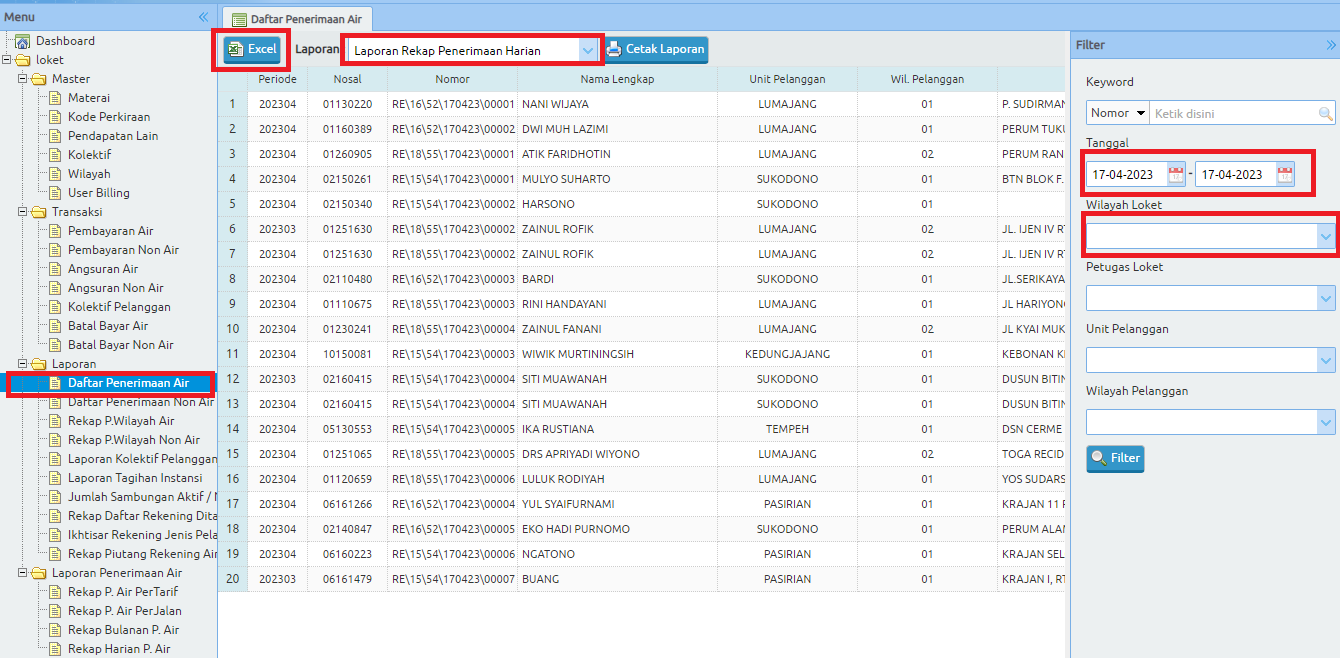 Menu
Dashboard
loket
Master
Materai
Kode Perkiraan
Pendapatan Lain
Kolektif
Wilayah
User Billing
Transaksi
Pembayaran Air
Pembayaran Non Air
Angsuran Air
Angsuran Non Air
Kolektif Pelanggan
Batal Bayar Air
Batal Bayar Non Air
Laporan
Daftar Penerimaan Air
Daftar Penerimaan Non Air
Rekap P.Wilayah Air
Rekap P.Wilayah Non Air
Laporan Kolektif Pelanggan
Laporan Tagihan Instansi
Jumlah Sambungan Aktif / N
Rekap Daftar Rekening Dita
Ikhtisar Rekening Jenis Pela
Rekap Piutang Rekening Air
Laporan Penerimaan Air
Rekap P. Air PerTarif
Rekap P. Air PerJalan
Rekap Bulanan P. Air
Rekap Harian P. Air
Daftar Penerimaan Air
Excel Laporan Laporan Rekap Penerimaan Harian Cetak Laporan
Periode Nosal Nomor Nama Lengkap Unit Pelanggan Wil. Pelanggan
1 202304 01130220 RE\16\52\170423\00001 NANI WIJAYA LUMAJANG 01 P. SUDIRMAN
2 202304 01160389 RE\16\52\170423\00002 DWI MUH LAZIMI LUMAJANG 01 PERUM TUKU
3 202304 01260905 RE\18\55\170423\00001 ATIK FARIDHOTIN LUMAJANG 02 PERUM RAN
4 202304 02150261 RE\15\54\170423\00001 MULYO SUHARTO SUKODONO 01 BTN BLOK F.
5 202304 02150340 RE\15\54\170423\00002 HARSONO SUKODONO 01
6 202303 01251630 RE\18\55\170423\00002 ZAINUL ROFIK LUMAJANG 02 JL. IJEN IV RT
7 202304 01251630 RE\18\55\170423\00002 ZAINUL ROFIK LUMAJANG 02 JL. IJEN IV RT
8 202304 02110480 RE\16\52\170423\00003 BARDI SUKODONO 01 JL.SERIKAYA
9 202304 01110675 RE\18\55\170423\00003 RINI HANDAYANI LUMAJANG 01 JL HARIYONO
10 202304 01230241 RE\18\55\170423\00004 ZAINUL FANANI LUMAJANG 02 JL KYAI MUK
11 202304 10150081 RE\15\54\170423\00003 WIWIK MURTININGSIH KEDUNGJAJANG 01 KEBONAN K
12 202303 02160415 RE\15\54\170423\00004 SITI MUAWANAH SUKODONO 01 DUSUN BITIN
13 202304 02160415 RE\15\54\170423\00004 SITI MUAWANAH SUKODONO 01 DUSUN BITIN
14 202304 05130553 RE\15\54\170423\00005 IKA RUSTIANA TEMPEH 01 DSN CERME
15 202304 01251065 RE\18\55\170423\00005 DRS APRIYADI WIYONO LUMAJANG 02 TOGA RECID
16 202304 01120659 RE\18\55\170423\00006 LULUK RODIYAH LUMAJANG 01 YOS SUDARS
17 202304 06161266 RE\16\52\170423\00004 YUL SYAIFURNAMI PASIRIAN 01 KRAJAN 11 R
18 202304 02140847 RE\16\52\170423\00005 EKO HADI PURNOMO SUKODONO 01 PERUM ALAM
19 202304 06160223 RE\15\54\170423\00006 NGATONO PASIRIAN 01 KRAJAN SEL
20 202303 06161479 RE\15\54\170423\00007 BUANG PASIRIAN 01 KRAJAN I, RT
Filter
Keyword
Nomor Ketik disini
Tanggal
17-04-2023 - 17-04-2023
Wilayah Loket
Petugas Loket
Unit Pelanggan
Wilayah Pelanggan
Filter